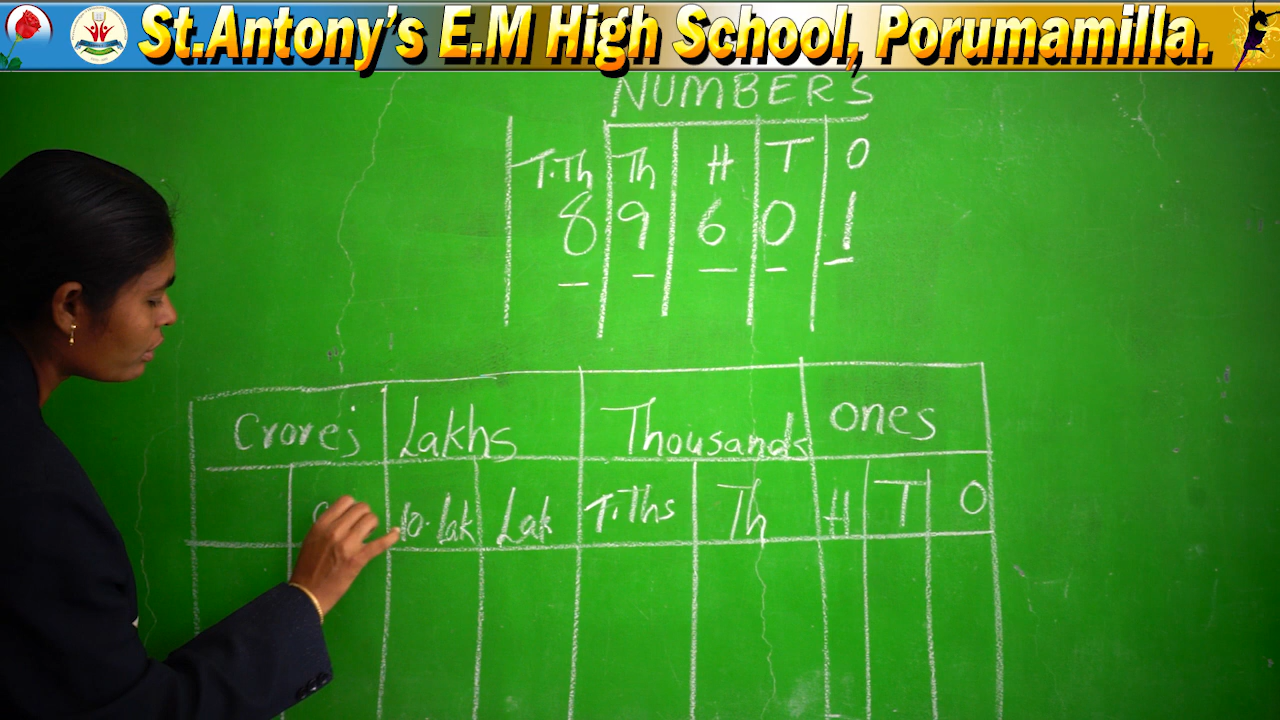 St.Antony's E.M High School, Porumamilla.
NUMBERS
T.Th Th H T O
8 9 6 0 1
Crore's Lakhs Thousands ones
10.lak Lak T.Ths Th H T O